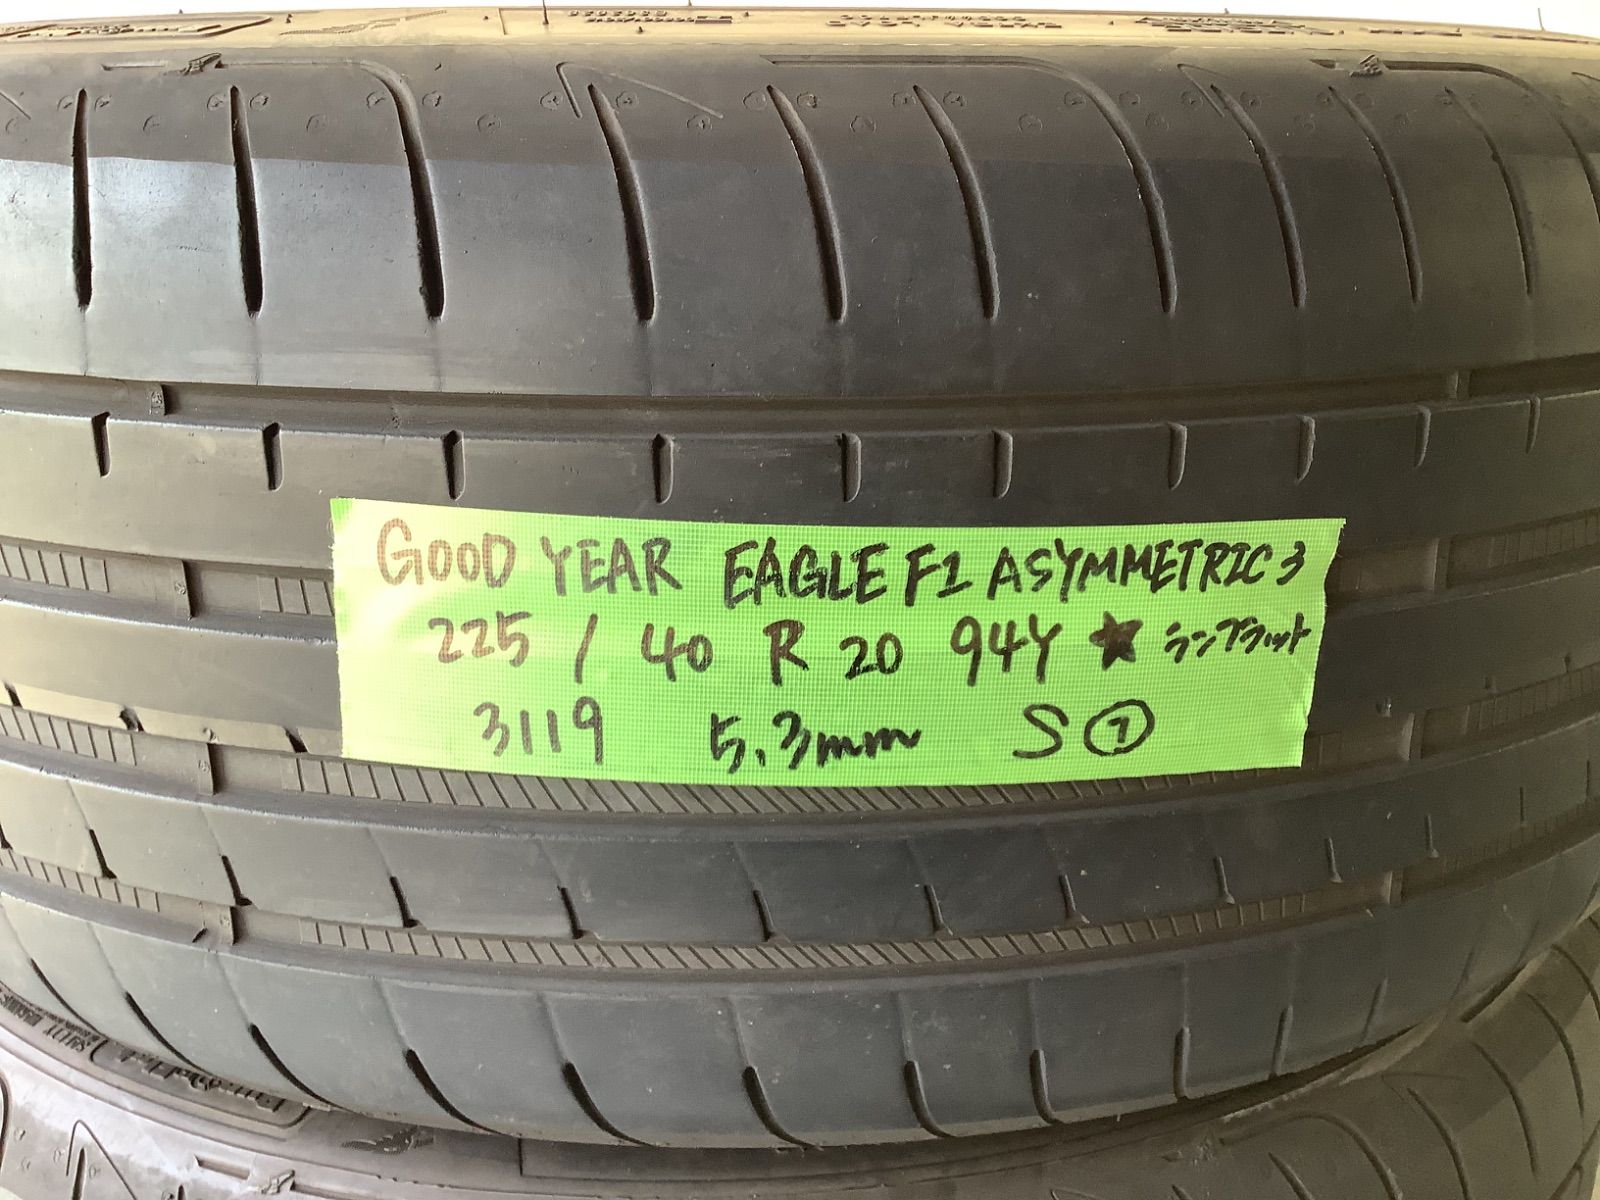 GOOD YEAR EAGLE F1 ASYMMETRIC 3
225 / 40 R 20 94Y ★ ランフラット
3119 5.3mm S⑦